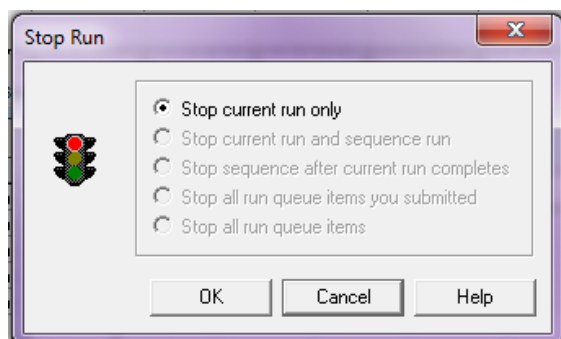 Stop Run
Stop current run only
Stop current run and sequence run
Stop sequence after current run completes
Stop all run queue items you submitted
Stop all run queue items
OK Cancel Help